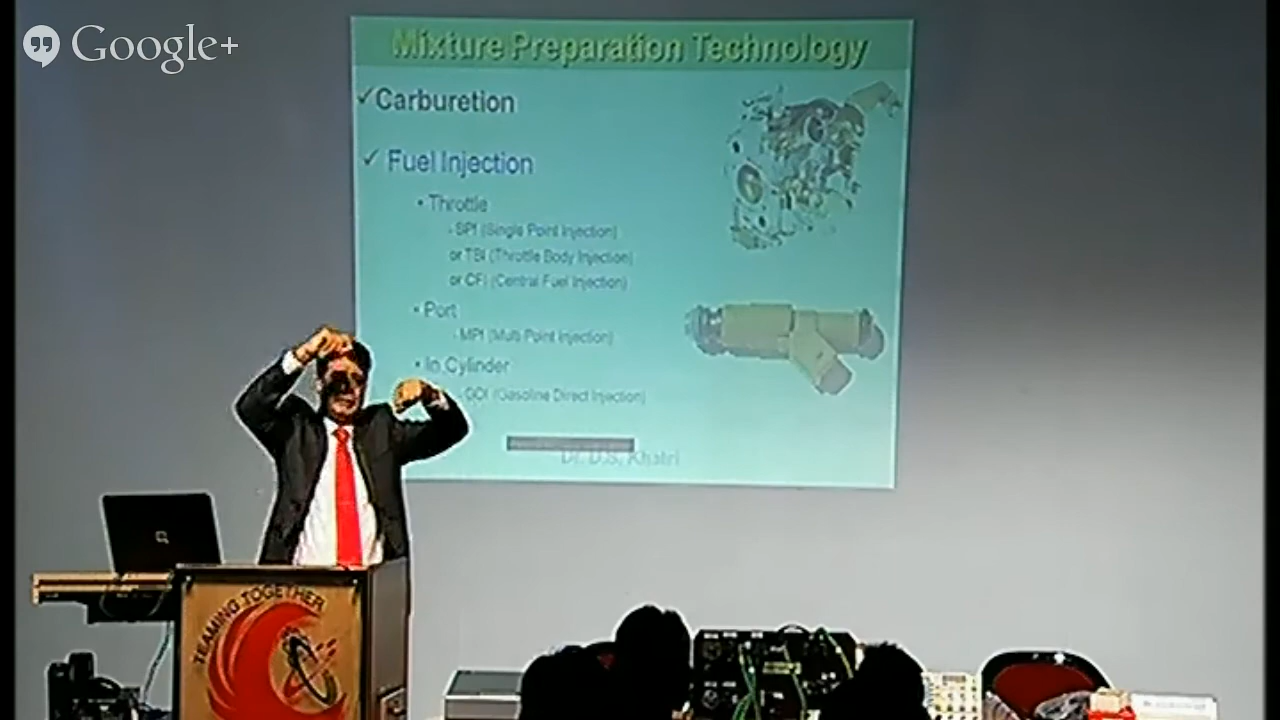 Google+
Mixture Preparation Technology
✓Carburetion
✓ Fuel Injection
• Throttle
- SPI (Single Point Injection)
or TBI (Throttle Body Injection)
or CFI (Central Fuel Injection)
• Port
- MPI (Multi Point Injection)
• In Cylinder
- GDI (Gasoline Direct Injection)
Dr. D.S. Khatri
TEAMING TOGETHER